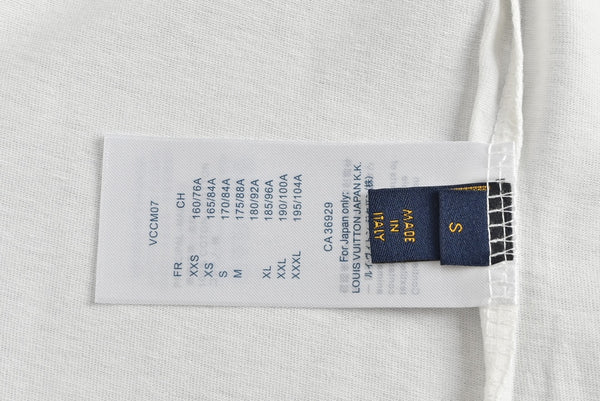 VCCM07
FR CH
XXS 160/76A
XS 165/84A
S 170/84A
M 175/88A
180/92A
XL 185/96A
XXL 190/100A
XXXL 195/104A
CA 36929
For Japan only:
LOUIS VUITTON JAPAN K.K.
MADE
IN
ITALY
S